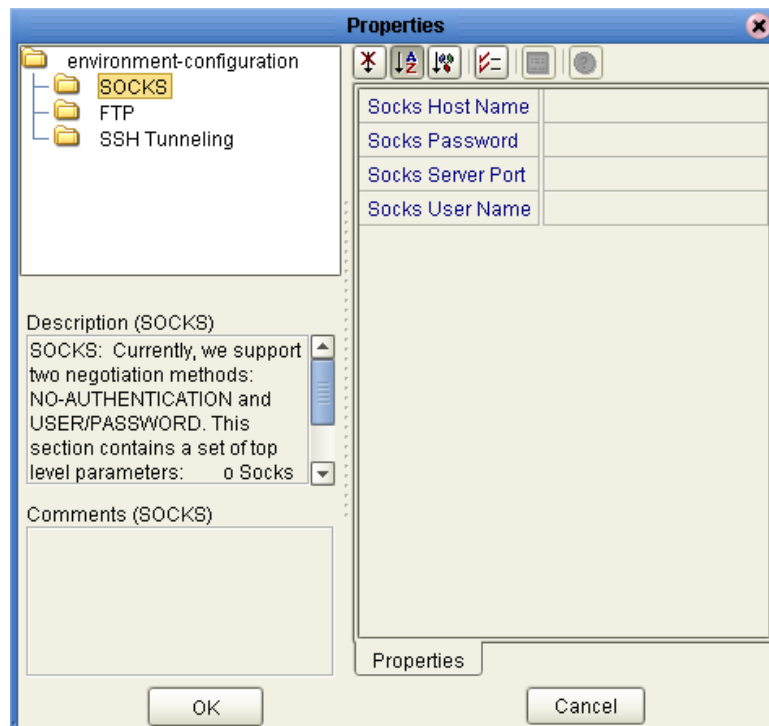 Properties
environment-configuration
SOCKS
FTP
SSH Tunneling
Description (SOCKS)
SOCKS: Currently, we support
two negotiation methods:
NO-AUTHENTICATION and
USER/PASSWORD. This
section contains a set of top
level parameters: o Socks
Comments (SOCKS)
Socks Host Name
Socks Password
Socks Server Port
Socks User Name
Properties
OK
Cancel